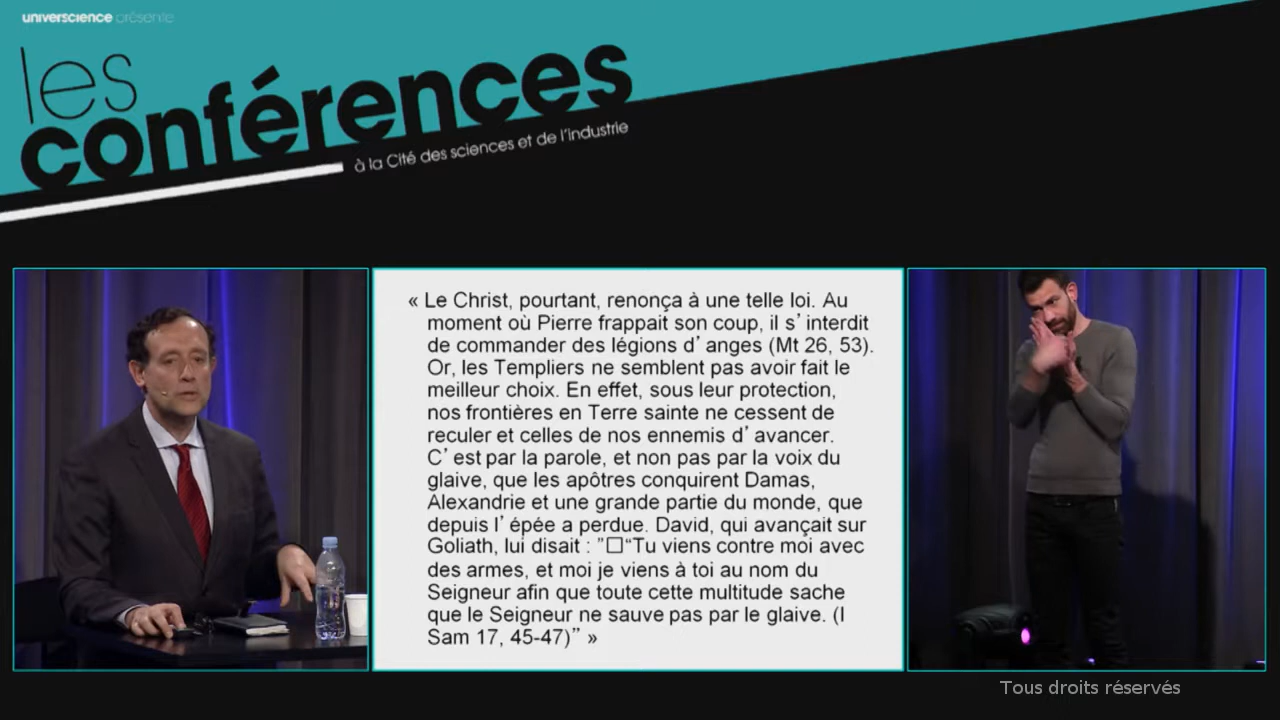 universcience présente
les
conférences
à la Cité des sciences et de l'industrie
« Le Christ, pourtant, renonça à une telle loi. Au
moment où Pierre frappait son coup, il s’ interdit
de commander des légions d’ anges (Mt 26, 53).
Or, les Templiers ne semblent pas avoir fait le
meilleur choix. En effet, sous leur protection,
nos frontières en Terre sainte ne cessent de
reculer et celles de nos ennemis d’ avancer.
C’ est par la parole, et non pas par la voix du
glaive, que les apôtres conquirent Damas,
Alexandrie et une grande partie du monde, que
depuis l’ épée a perdue. David, qui avançait sur
Goliath, lui disait : ”□“Tu viens contre moi avec
des armes, et moi je viens à toi au nom du
Seigneur afin que toute cette multitude sache
que le Seigneur ne sauve pas par le glaive. (I
Sam 17, 45-47)” »
Tous droits réservés